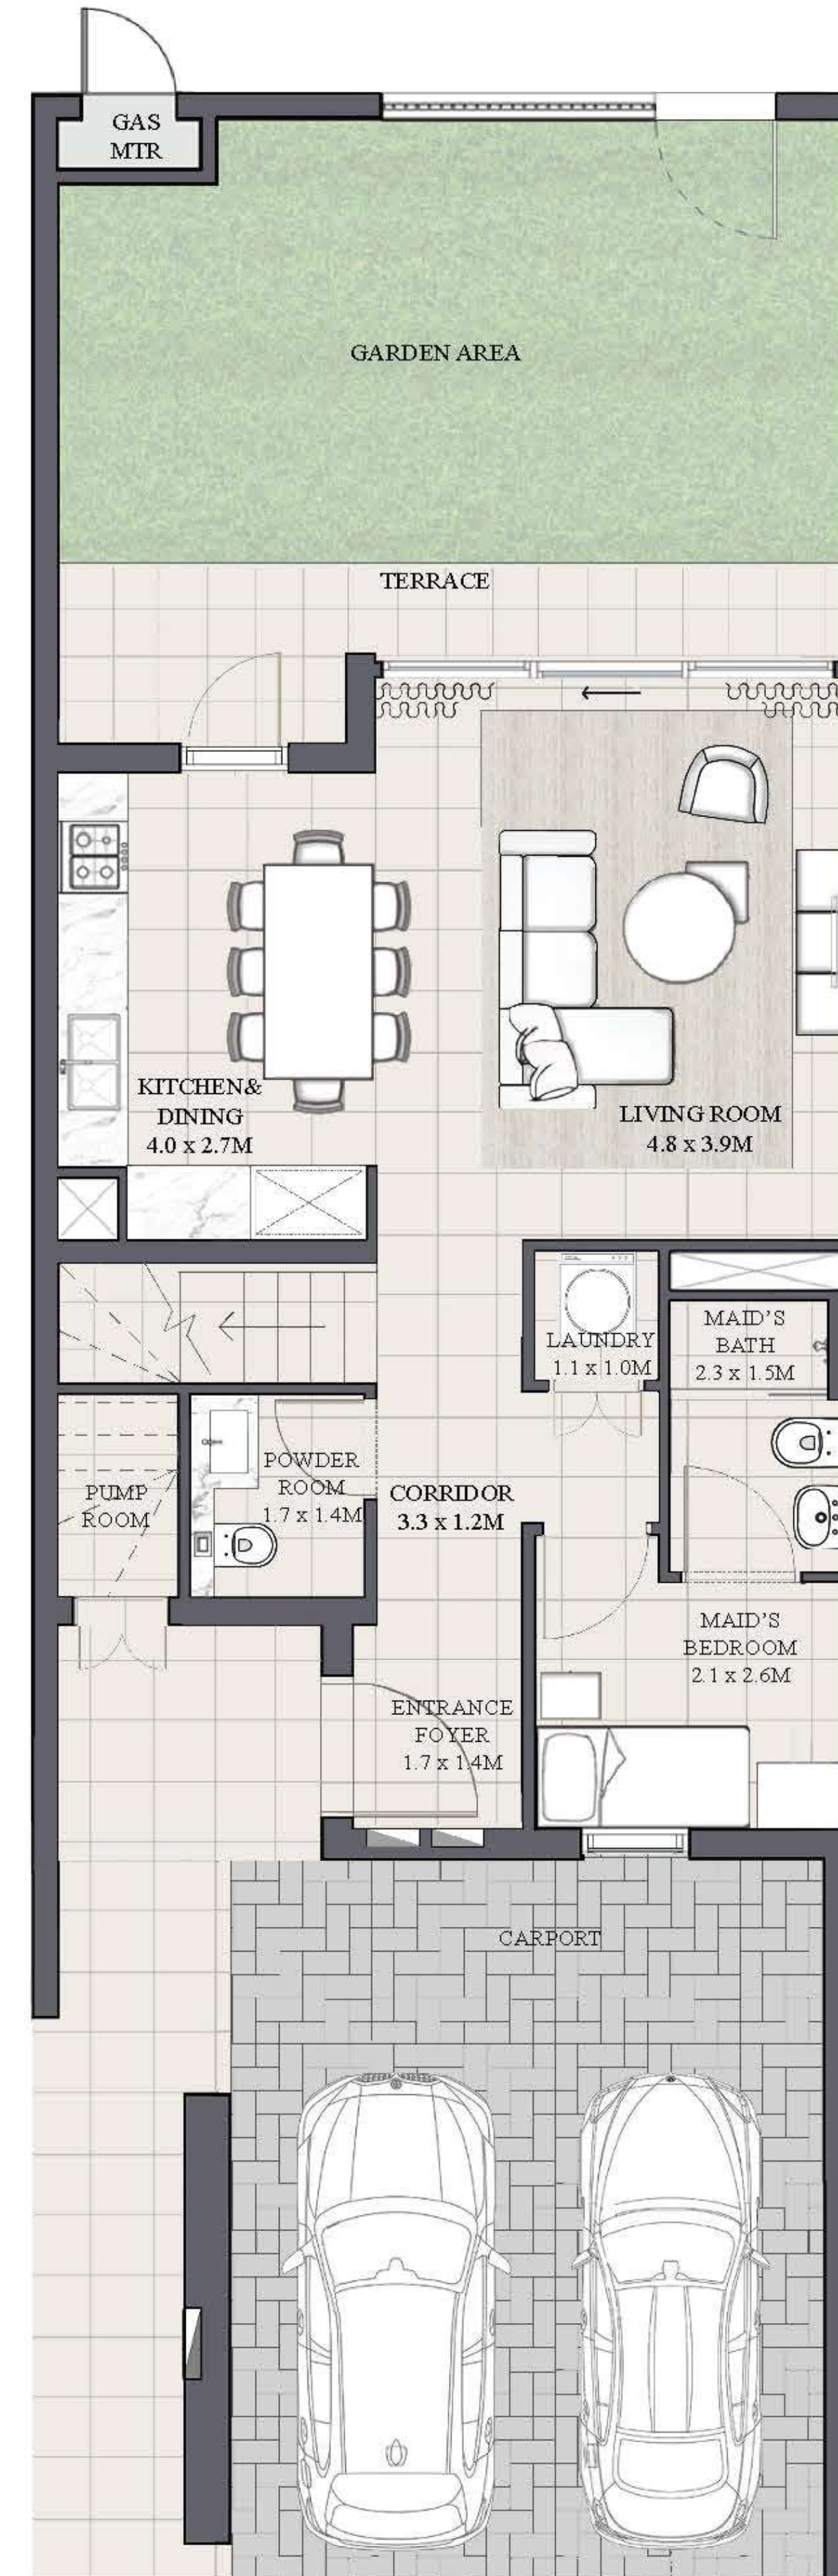 GAS
MTR
GARDEN AREA
TERRACE
KITCHEN&
DINING
4.0 x 2.7M
LIVING ROOM
4.8 x 3.9M
LAUNDRY
1.1 x 1.0M
MAID'S
BATH
2.3 x 1.5M
PUMP
ROOM
POWDER
ROOM
1.7 x 1.4M
CORRIDOR
3.3 x 1.2M
MAID'S
BEDROOM
2.1 x 2.6M
ENTRANCE
FOYER
1.7 x 1.4M
CARPORT